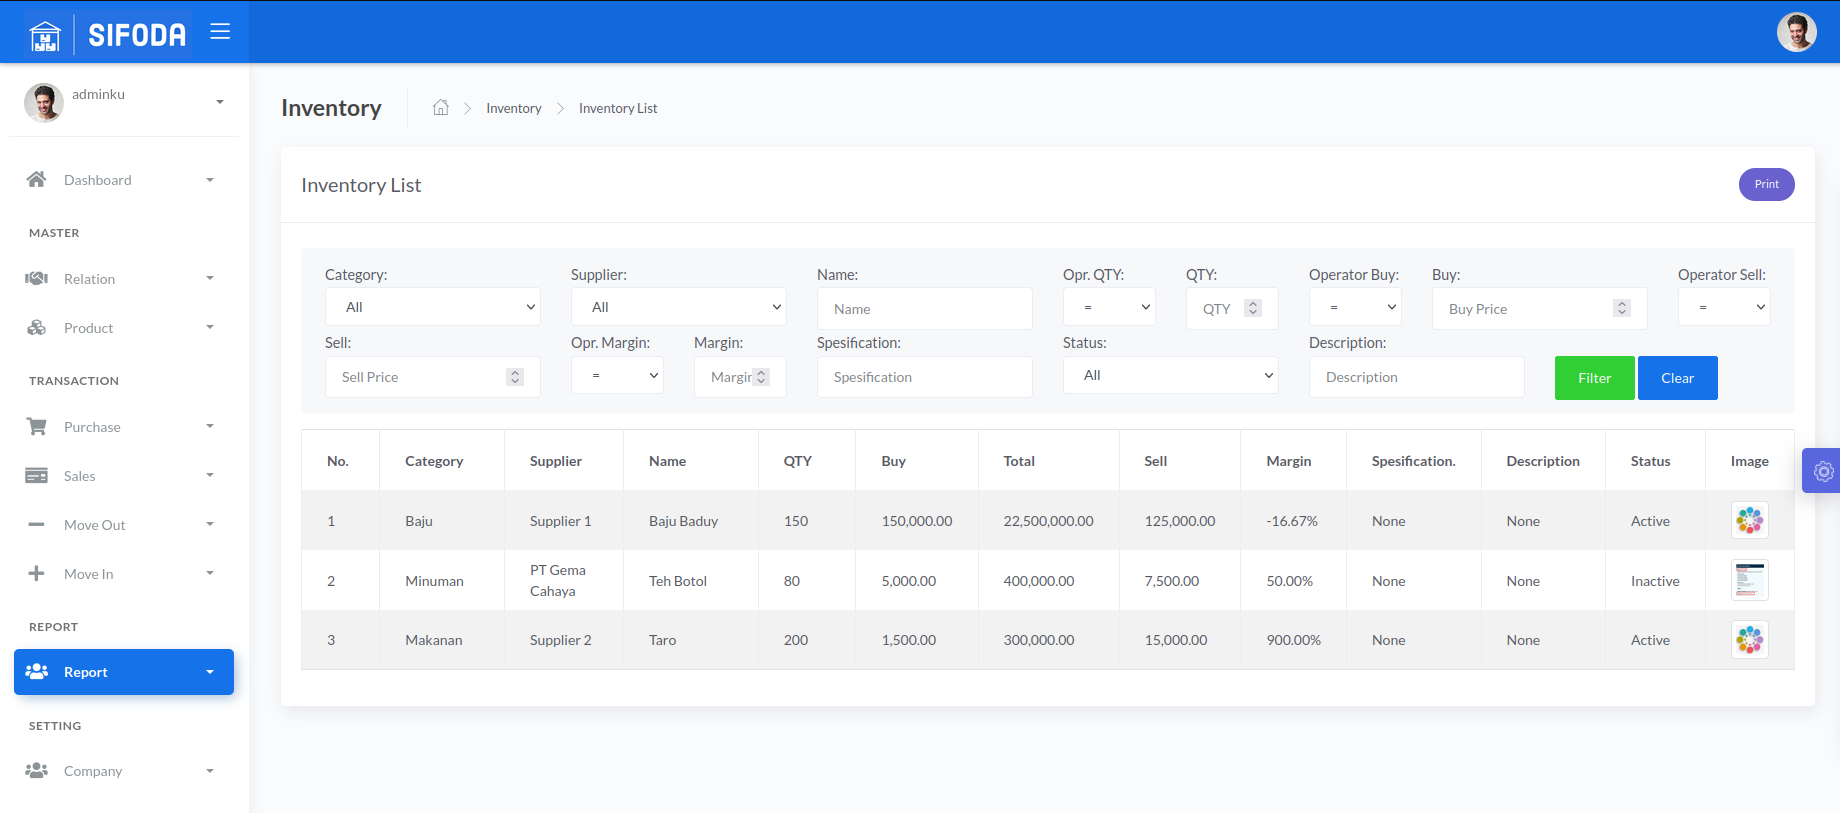 SIFODA
adminku
Dashboard
MASTER
Relation
Product
TRANSACTION
Purchase
Sales
Move Out
Move In
REPORT
Report
SETTING
Company
Inventory
Inventory
Inventory List
Inventory List
Print
Category: Supplier: Name: Opr. QTY: QTY: Operator Buy: Buy: Operator Sell:
All All Name = QTY = Buy Price =
Sell: Opr. Margin: Margin: Spesification: Status: Description:
Sell Price = Margin Spesification All Description Filter Clear
No. Category Supplier Name QTY Buy Total Sell Margin Spesification. Description Status Image
1 Baju Supplier 1 Baju Baduy 150 150,000.00 22,500,000.00 125,000.00 -16.67% None None Active
2 Minuman PT Gema Cahaya Teh Botol 80 5,000.00 400,000.00 7,500.00 50.00% None None Inactive
3 Makanan Supplier 2 Taro 200 1,500.00 300,000.00 15,000.00 900.00% None None Active